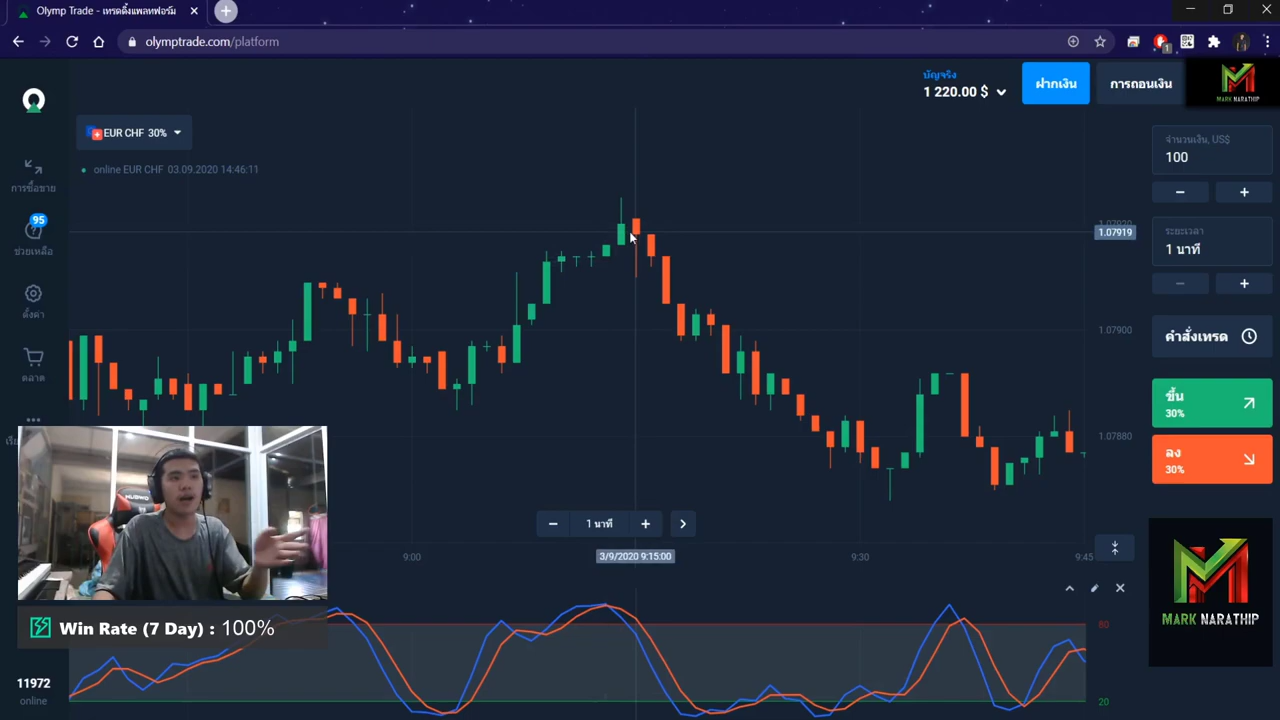 Olymp Trade - เทรดดิ้งแพลทฟอร์ม
olymptrade.com/platform
1
บัญจริง
1 220.00 $
ฝากเงิน
การถอนเงิน
MARK NARATHIP
EUR CHF 30%
online EUR CHF 03.09.2020 14:46:11
การซื้อขาย
95
ช่วยเหลือ
ตั้งค่า
ตลาด
จำนวนเงิน, US$
100
ระยะเวลา
1 นาที
คำสั่งเทรด
ขึ้น
30%
ลง
30%
1.07919
1.07900
1.07880
1 นาที
9:00
3/9/2020 9:15:00
9:30
9:45
80
20
Win Rate (7 Day) : 100%
11972
online
MARK NARATHIP